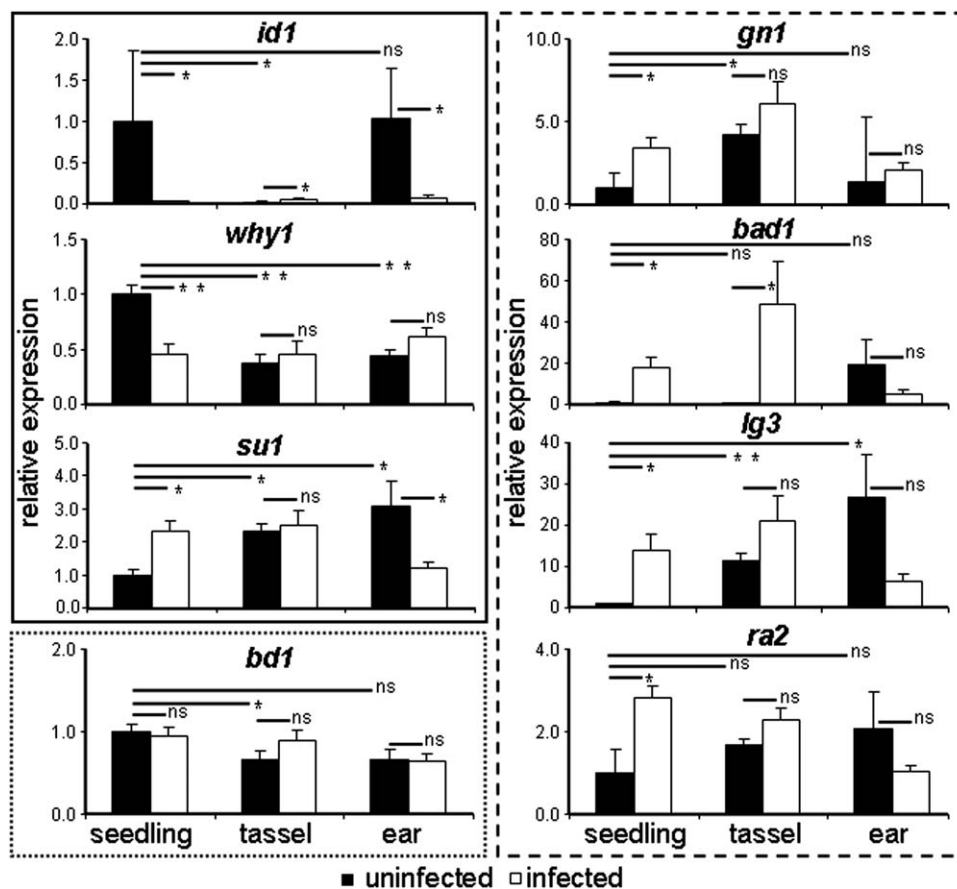 id1
2.0
1.5
1.0
0.5
0.0
ns
*
*
*
*
why1
1.5
1.0
0.5
0.0
* *
* *
* *
ns
ns
su1
5.0
4.0
3.0
2.0
1.0
0.0
*
*
*
ns
*
relative expression
bd1
2.0
1.0
0.0
ns
*
ns
ns
ns
seedling tassel ear
gn1
10.0
5.0
0.0
ns
*
*
ns
ns
bad1
80
60
40
20
0
ns
ns
*
*
ns
lg3
40
30
20
10
0
*
* *
*
ns
ns
relative expression
ra2
4.0
2.0
0.0
ns
ns
*
ns
ns
seedling tassel ear
uninfected infected